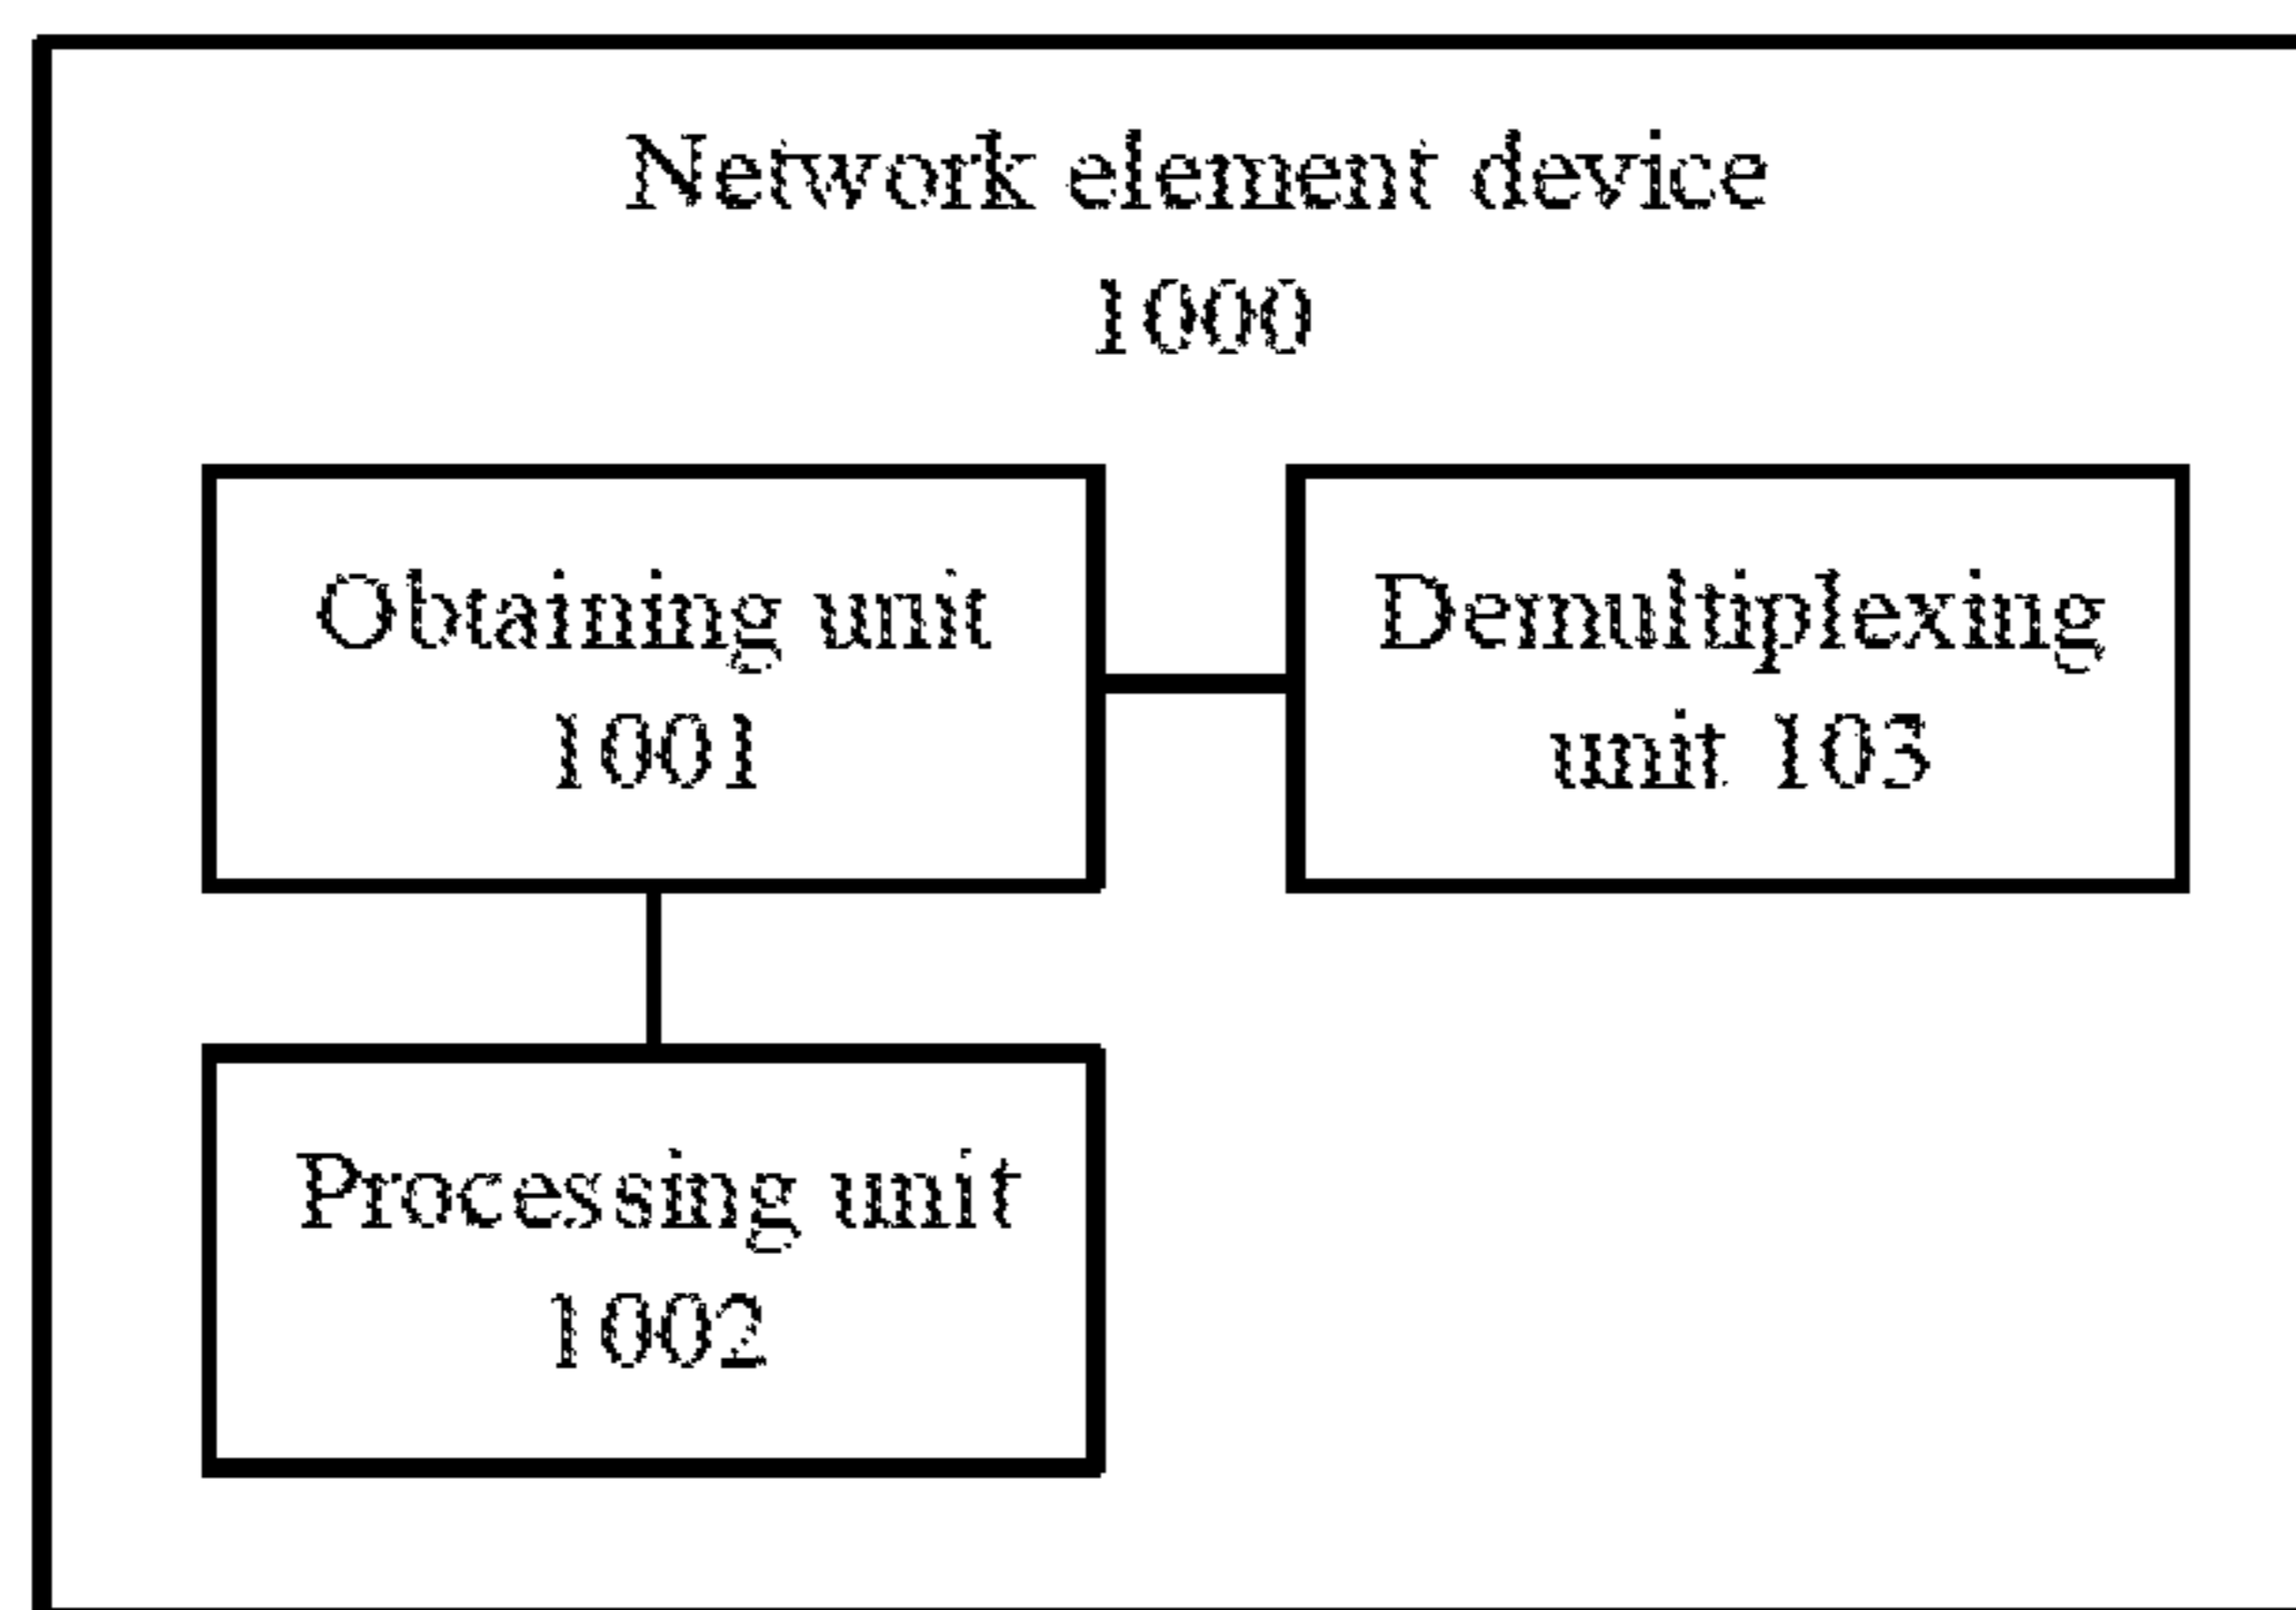 Network element device
1000
Obtaining unit
1001
Demultiplexing
unit 103
Processing unit
1002